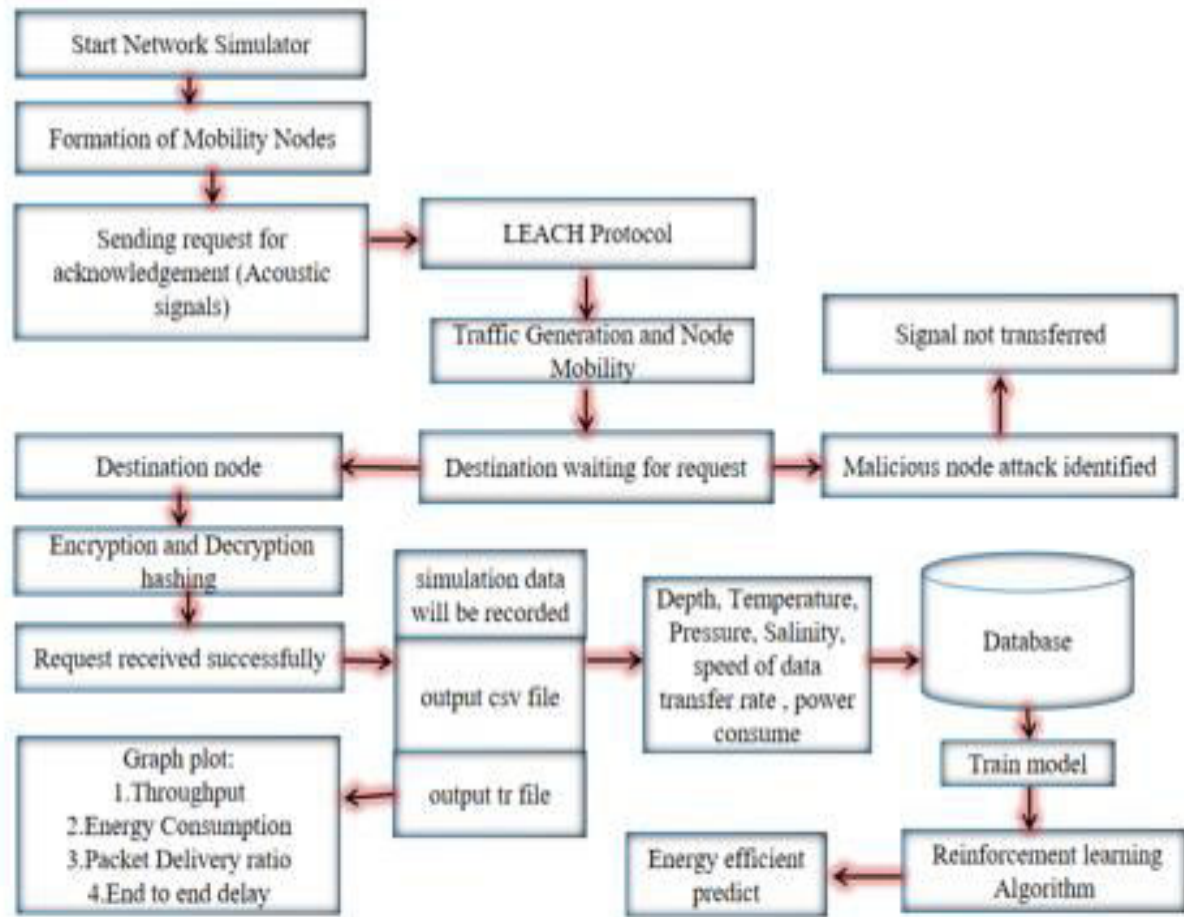 Start Network Simulator
Formation of Mobility Nodes
Sending request for
acknowledgement (Acoustic
signals)
LEACH Protocol
Traffic Generation and Node
Mobility
Signal not transferred
Destination node
Destination waiting for request
Malicious node attack identified
Encryption and Decryption
hashing
Request received successfully
simulation data
will be recorded
output csv file
output tr file
Depth, Temperature,
Pressure, Salinity,
speed of data
transfer rate , power
consume
Database
Train model
Reinforcement learning
Algorithm
Energy efficient
predict
Graph plot:
1.Throughput
2.Energy Consumption
3.Packet Delivery ratio
4.End to end delay